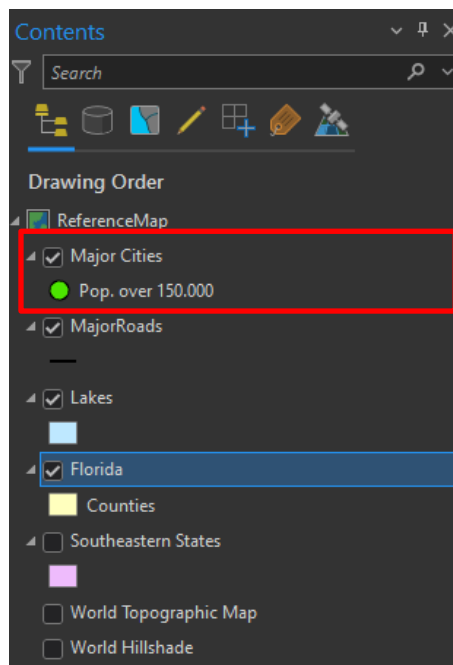 Contents
Search
Drawing Order
ReferenceMap
Major Cities
Pop. over 150.000
MajorRoads
Lakes
Florida
Counties
Southeastern States
World Topographic Map
World Hillshade